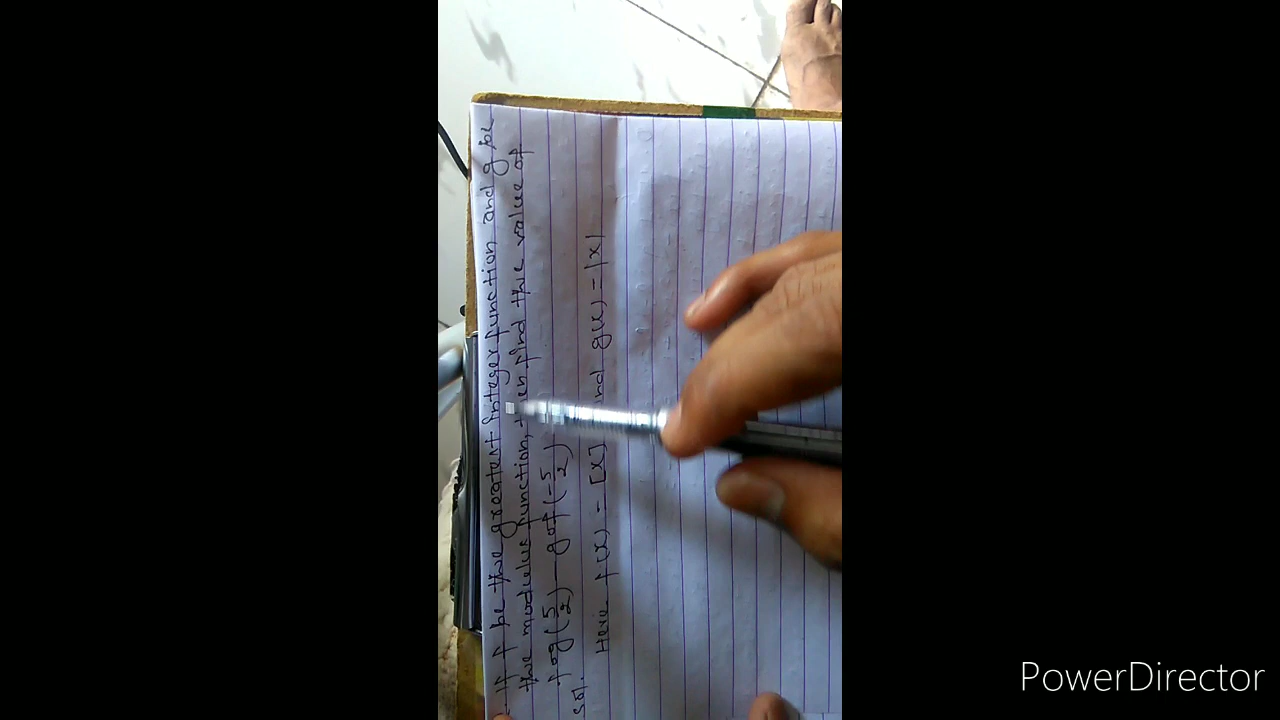 If f be the greatest integer function and g be
the modulus function, then find the value of
fog(5/2) - gof(-5/2)
Sol.
Here f(x) = [x] and g(x) = |x|
PowerDirector